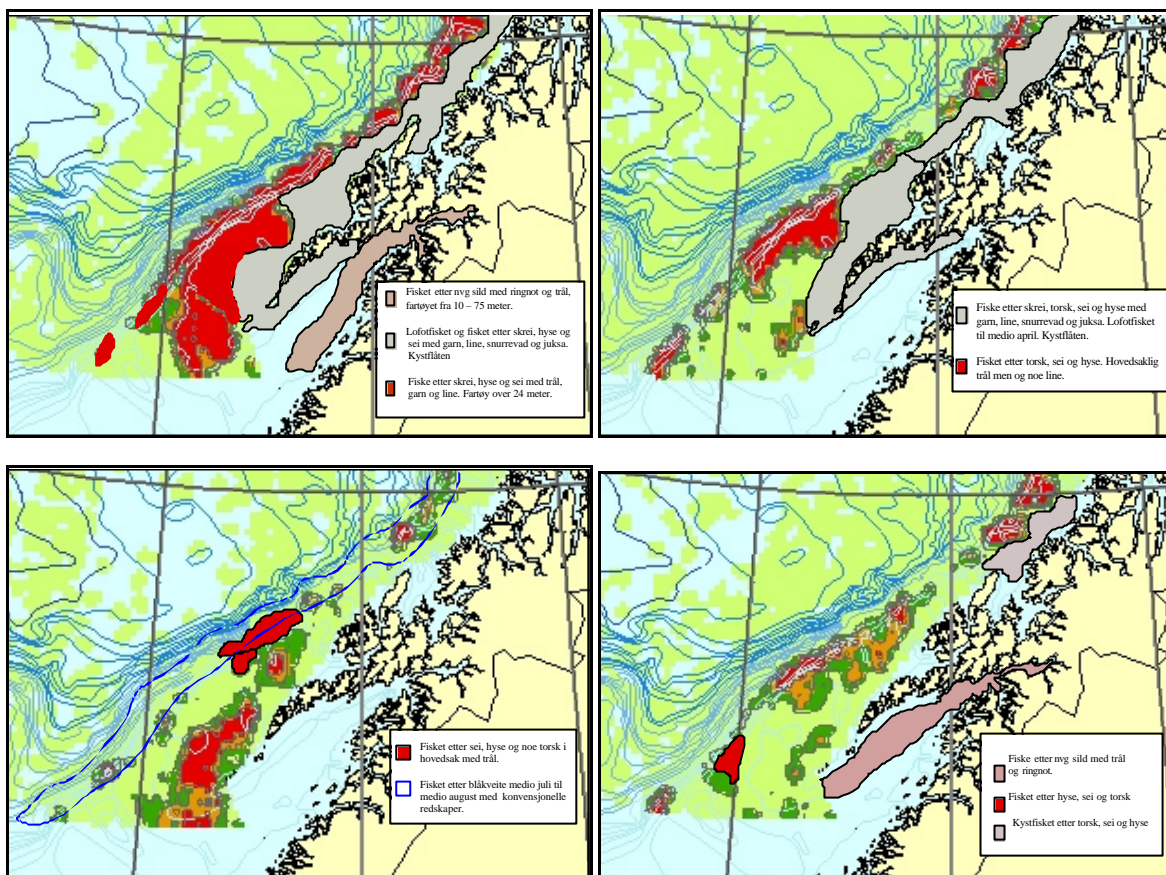 Fisket etter nvg sild med ringnot og trål,
fartøyet fra 10 – 75 meter.
Lofotfisket og fisket etter skrei, hyse og
sei med garn, line, snurrevad og juksa.
Kystflåten
Fiske etter skrei, hyse og sei med trål,
garn og line. Fartøy over 24 meter.
Fiske etter skrei, torsk, sei og hyse med
garn, line, snurrevad og juksa. Lofotfisket
til medio april. Kystflåten.
Fisket etter torsk, sei og hyse. Hovedsaklig
trål men og noe line.
Fisket etter sei, hyse og noe torsk i
hovedsak med trål.
Fisket etter blåkveite medio juli til
medio august med konvensjonelle
redskaper.
Fiske etter nvg sild med trål
og ringnot.
Fisket etter hyse, sei og torsk
Kystfisket etter torsk, sei og hyse